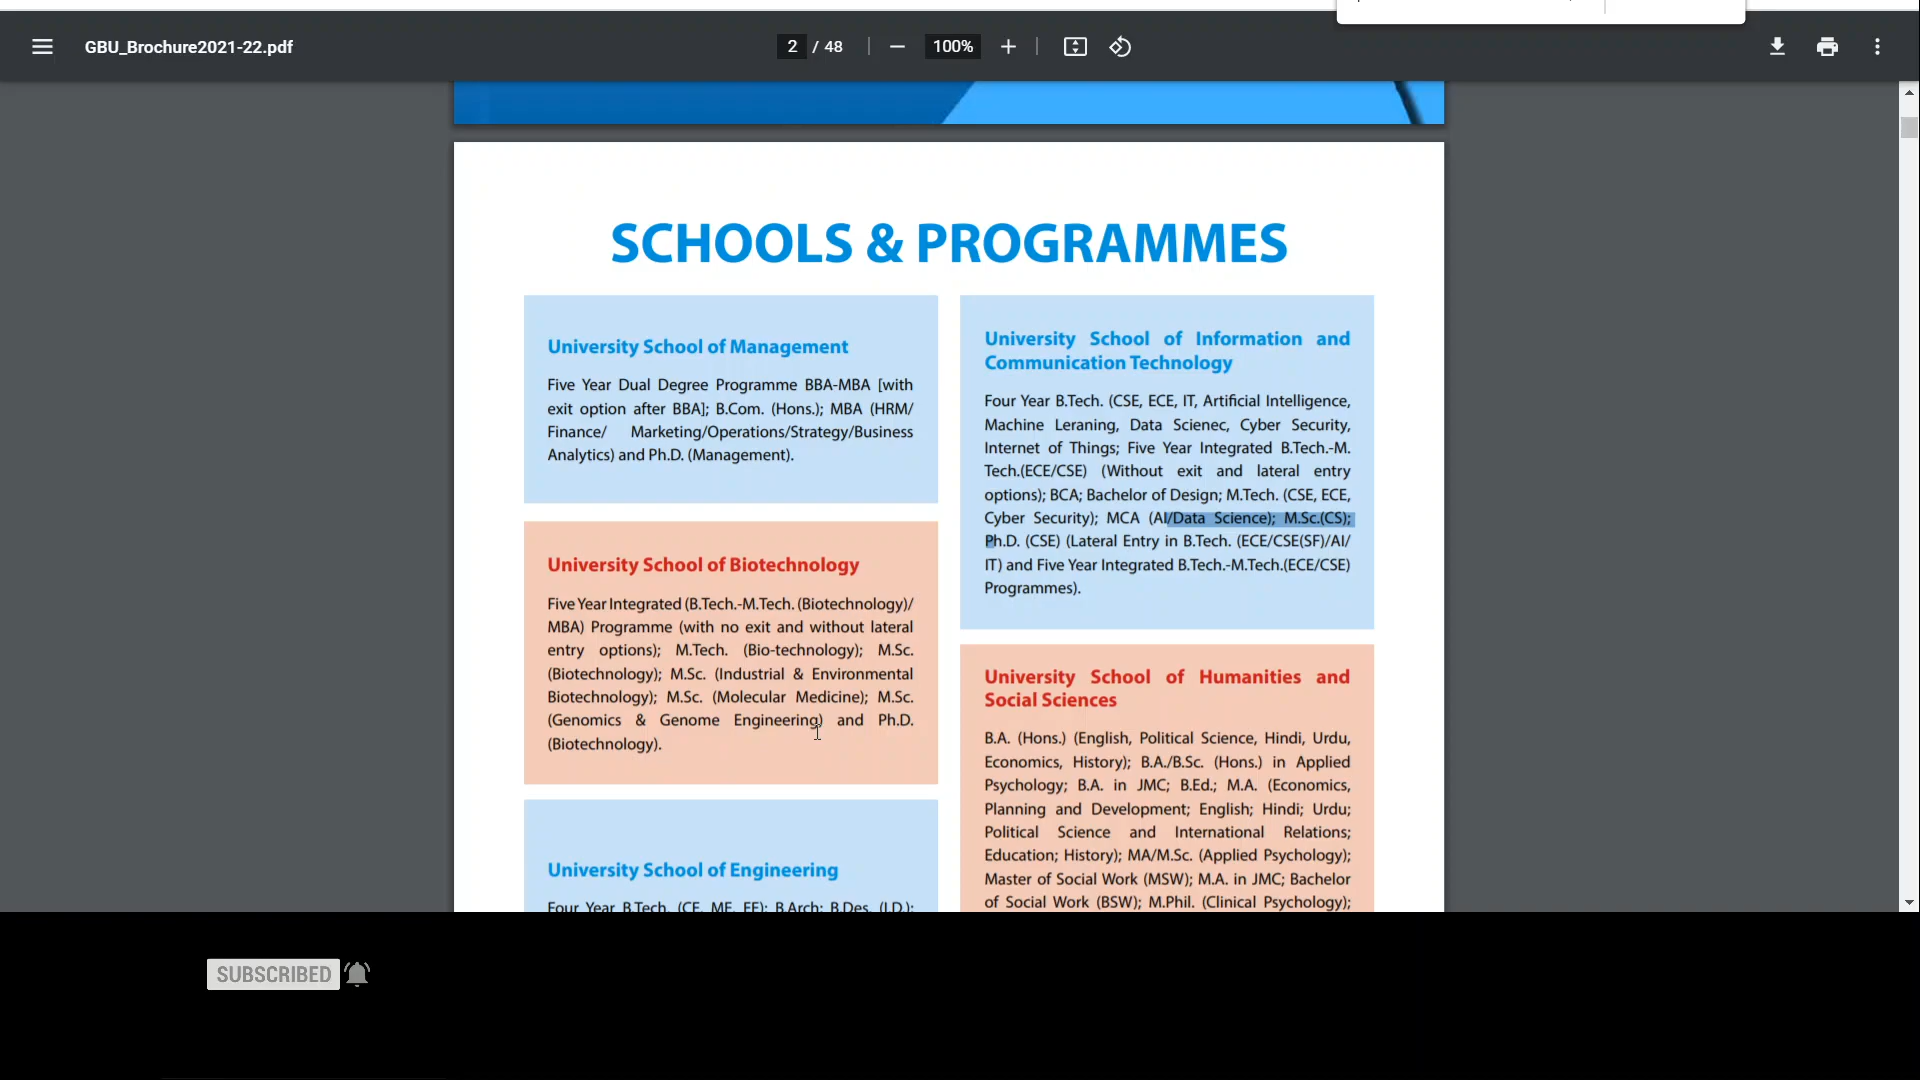 GBU_Brochure2021-22.pdf
2 / 48
100%
SCHOOLS & PROGRAMMES
University School of Management
Five Year Dual Degree Programme BBA-MBA [with
exit option after BBA]; B.Com. (Hons.); MBA (HRM/
Finance/ Marketing/Operations/Strategy/Business
Analytics) and Ph.D. (Management).
University School of Biotechnology
Five Year Integrated (B.Tech.-M.Tech. (Biotechnology)/
MBA) Programme (with no exit and without lateral
entry options); M.Tech. (Bio-technology); M.Sc.
(Biotechnology); M.Sc. (Industrial & Environmental
Biotechnology); M.Sc. (Molecular Medicine); M.Sc.
(Genomics & Genome Engineering) and Ph.D.
(Biotechnology).
University School of Engineering
Four Year B.Tech. (CE, ME, EE); B.Arch; B.Des. (I.D.);
University School of Information and
Communication Technology
Four Year B.Tech. (CSE, ECE, IT, Artificial Intelligence,
Machine Leraning, Data Scienec, Cyber Security,
Internet of Things; Five Year Integrated B.Tech.-M.
Tech.(ECE/CSE) (Without exit and lateral entry
options); BCA; Bachelor of Design; M.Tech. (CSE, ECE,
Cyber Security); MCA (AI/Data Science); M.Sc.(CS);
Ph.D. (CSE) (Lateral Entry in B.Tech. (ECE/CSE(SF)/AI/
IT) and Five Year Integrated B.Tech.-M.Tech.(ECE/CSE)
Programmes).
University School of Humanities and
Social Sciences
B.A. (Hons.) (English, Political Science, Hindi, Urdu,
Economics, History); B.A./B.Sc. (Hons.) in Applied
Psychology; B.A. in JMC; B.Ed.; M.A. (Economics,
Planning and Development; English; Hindi; Urdu;
Political Science and International Relations;
Education; History); MA/M.Sc. (Applied Psychology);
Master of Social Work (MSW); M.A. in JMC; Bachelor
of Social Work (BSW); M.Phil. (Clinical Psychology);
SUBSCRIBED